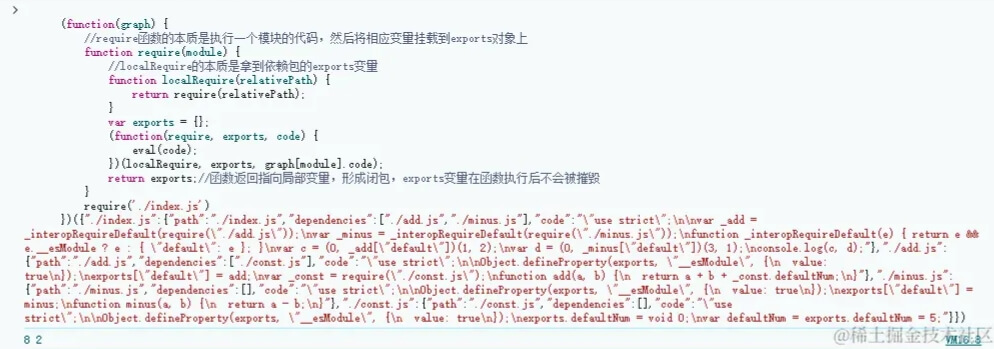 (function(graph) {
//require函数的本质是执行一个模块的代码，然后将相应变量挂载到exports对象上
function require(module) {
//localRequire的本质是拿到依赖包的exports变量
function localRequire(relativePath) {
return require(relativePath);
}
var exports = {};
(function(require, exports, code) {
eval(code);
})(localRequire, exports, graph[module].code);
return exports;//函数返回指向局部变量，形成闭包，exports变量在函数执行后不会被摧毁
}
require('./index.js')
})({"./index.js":{"path":"./index.js","dependencies":["./add.js","./minus.js"],"code":"\"use strict\";\n\nvar _add =
_interopRequireDefault(require(\"./add.js\"));\nvar _minus = _interopRequireDefault(require(\"./minus.js\"));\nfunction _interopRequireDefault(e) { return e &&
e.__esModule ? e : { \"default\": e }; }\nvar c = (0, _add[\"default\"])(1, 2);\nvar d = (0, _minus[\"default\"])(3, 1);\nconsole.log(c, d);"},"./add.js":
{"path":"./add.js","dependencies":["./const.js"],"code":"\"use strict\";\n\nObject.defineProperty(exports, \"__esModule\", {\n  value:
true\n});\nexports[\"default\"] = add;\nvar _const = require(\"./const.js\");\nfunction add(a, b) {\n  return a + b + _const.defaultNum;\n}"},"./minus.js":
{"path":"./minus.js","dependencies":[],"code":"\"use strict\";\n\nObject.defineProperty(exports, \"__esModule\", {\n  value: true\n});\nexports[\"default\"] =
minus;\nfunction minus(a, b) {\n  return a - b;\n}"},"./const.js":{"path":"./const.js","dependencies":[],"code":"\"use
strict\";\n\nObject.defineProperty(exports, \"__esModule\", {\n  value: true\n});\nexports.defaultNum = void 0;\nvar defaultNum = exports.defaultNum = 5;"}})
8 2
VM16:8
@稀土掘金技术社区